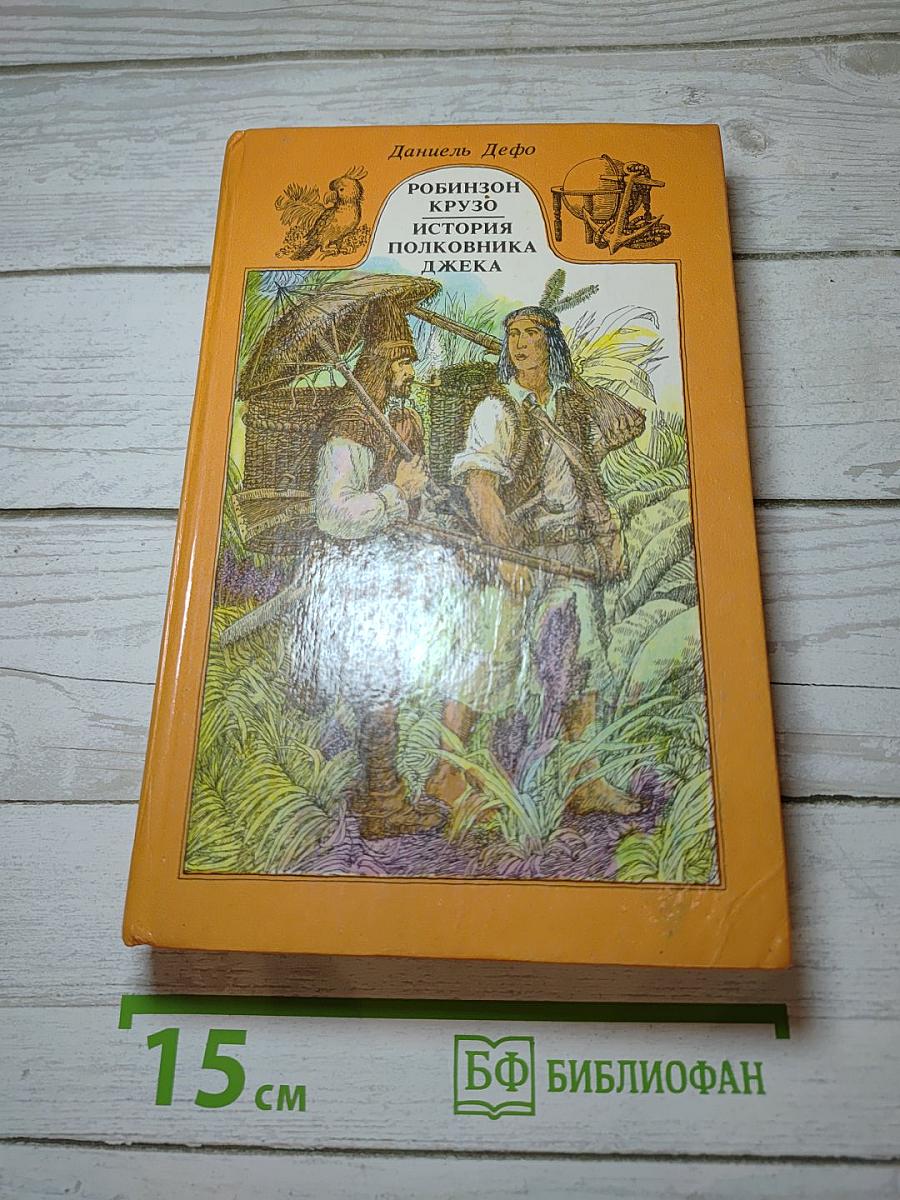 Даниель Дефо
РОБИНЗОН
КРУЗО
ИСТОРИЯ
ПОЛКОВНИКА
ДЖЕКА
15 см
БФ БИБЛИОФАН